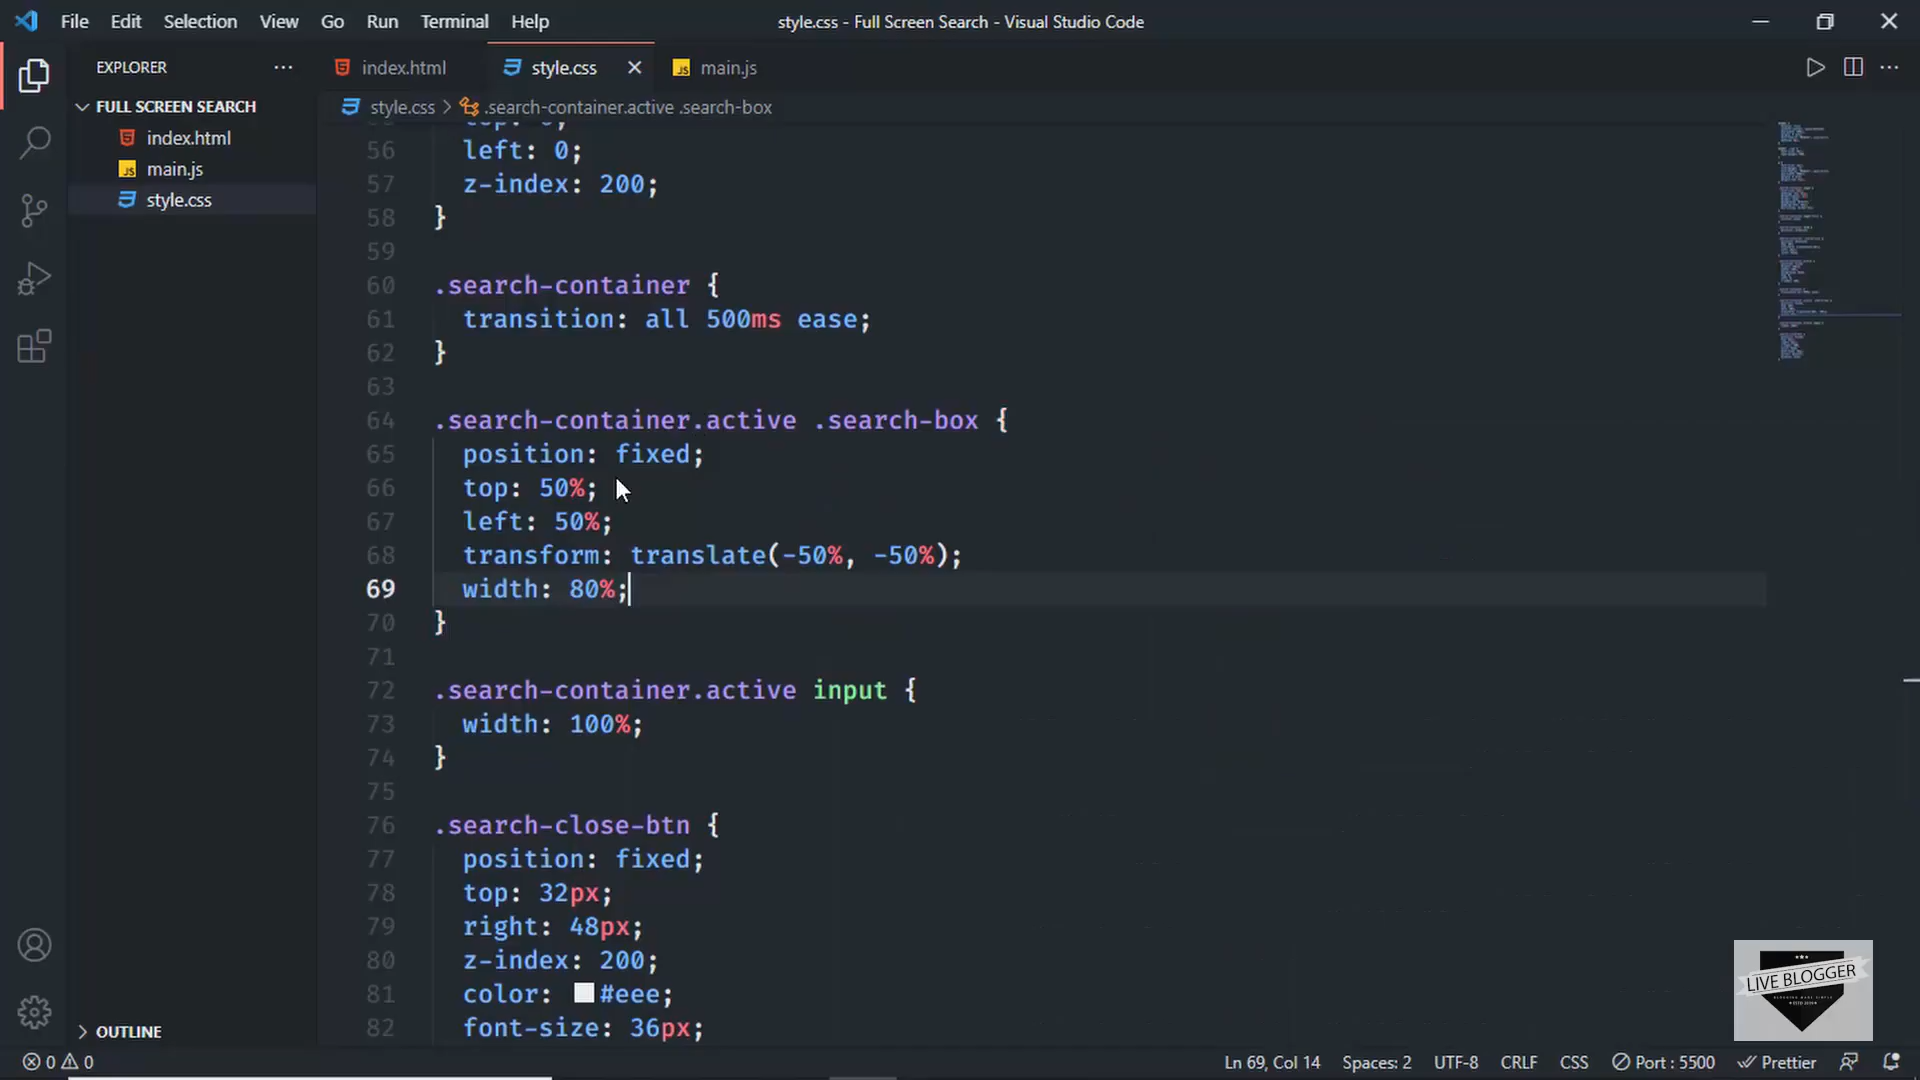 File Edit Selection View Go Run Terminal Help
style.css - Full Screen Search - Visual Studio Code
EXPLORER
FULL SCREEN SEARCH
index.html
main.js
style.css
OUTLINE
index.html style.css main.js
style.css > .search-container.active .search-box
56 left: 0;
57 z-index: 200;
58 }
59
60 .search-container {
61 transition: all 500ms ease;
62 }
63
64 .search-container.active .search-box {
65 position: fixed;
66 top: 50%;
67 left: 50%;
68 transform: translate(-50%, -50%);
69 width: 80%;
70 }
71
72 .search-container.active input {
73 width: 100%;
74 }
75
76 .search-close-btn {
77 position: fixed;
78 top: 32px;
79 right: 48px;
80 z-index: 200;
81 color: #eee;
82 font-size: 36px;
LIVE BLOGGER
0 0
Ln 69, Col 14 Spaces: 2 UTF-8 CRLF CSS Port : 5500 Prettier